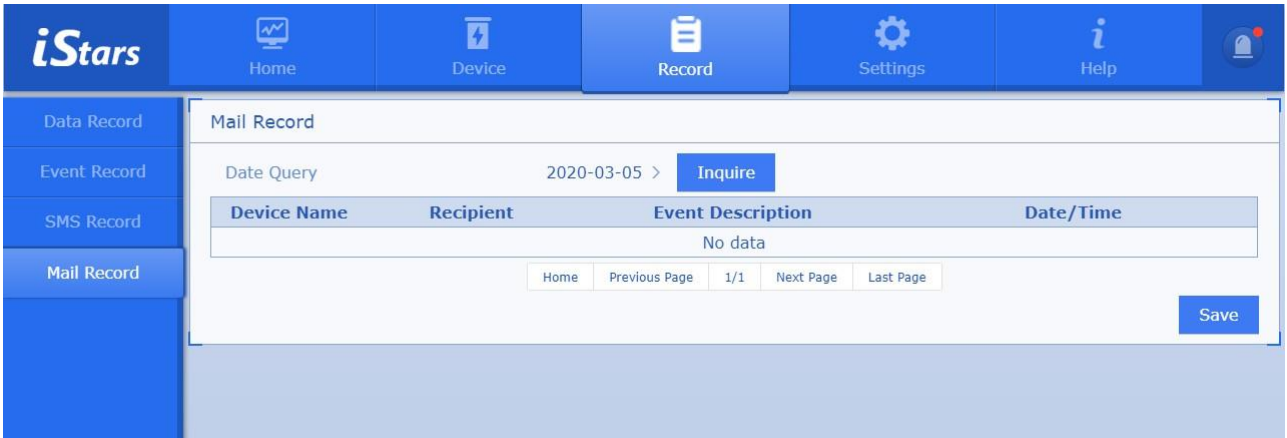 iStars
Home Device Record Settings Help
Data Record
Event Record
SMS Record
Mail Record
Mail Record
Date Query 2020-03-05 > Inquire
Device Name Recipient Event Description Date/Time
No data
Home Previous Page 1/1 Next Page Last Page
Save